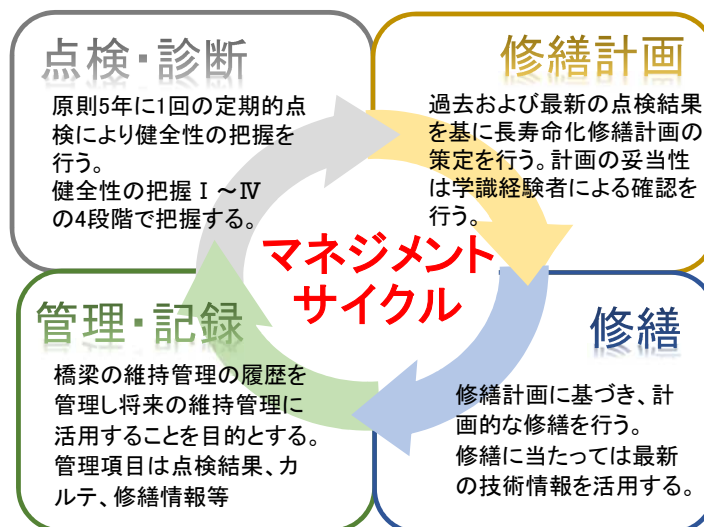 点検・診断
原則5年に1回の定期的点
検により健全性の把握を
行う。
健全性の把握Ⅰ～Ⅳ
の4段階で把握する。
修繕計画
過去および最新の点検結果
を基に長寿命化修繕計画の
策定を行う。計画の妥当性
は学識経験者による確認を
行う。
マネジメント
サイクル
管理・記録
橋梁の維持管理の履歴を
管理し将来の維持管理に
活用することを目的とする。
管理項目は点検結果、カ
ルテ、修繕情報等
修繕
修繕計画に基づき、計
画的な修繕を行う。
修繕に当たっては最新
の技術情報を活用する。